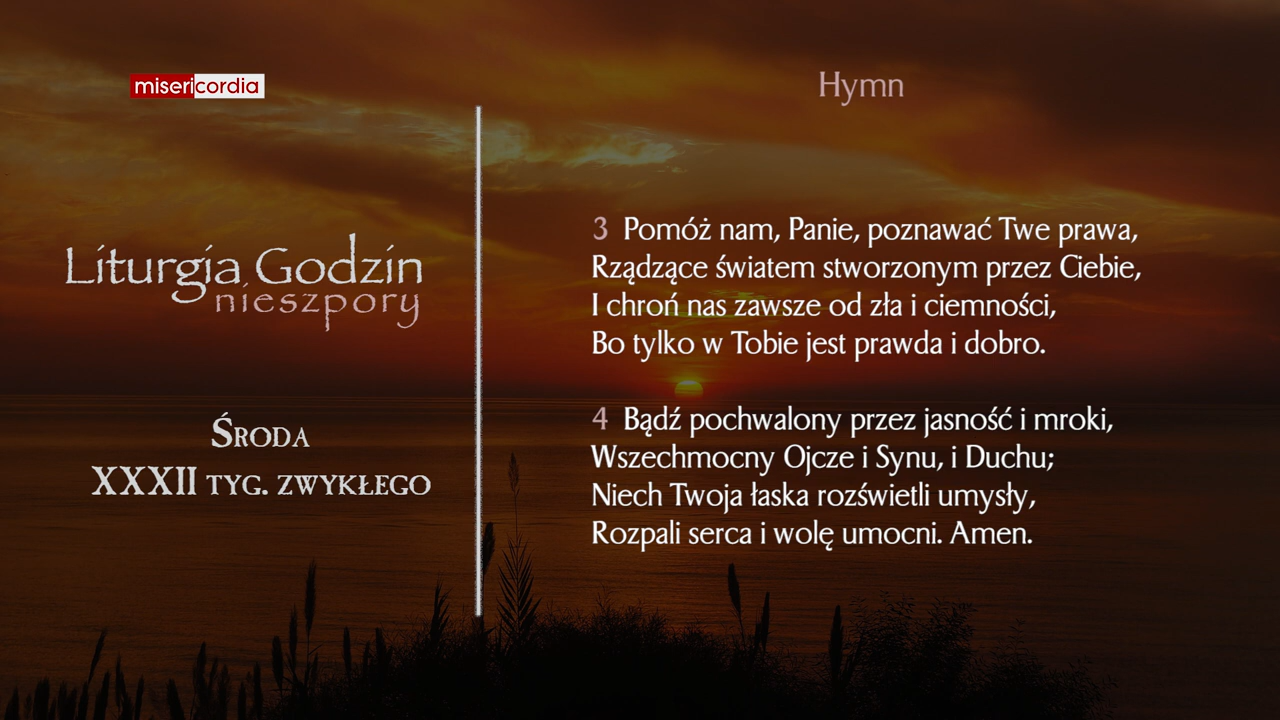 misericordia
Liturgia Godzin
nieszpory
Środa
XXXII tyg. zwykłego
Hymn
3 Pomóż nam, Panie, poznawać Twe prawa,
Rządzące światem stworzonym przez Ciebie,
I chroń nas zawsze od zła i ciemności,
Bo tylko w Tobie jest prawda i dobro.
4 Bądź pochwalony przez jasność i mroki,
Wszechmocny Ojcze i Synu, i Duchu;
Niech Twoja łaska rozświetli umysły,
Rozpali serca i wolę umocni. Amen.